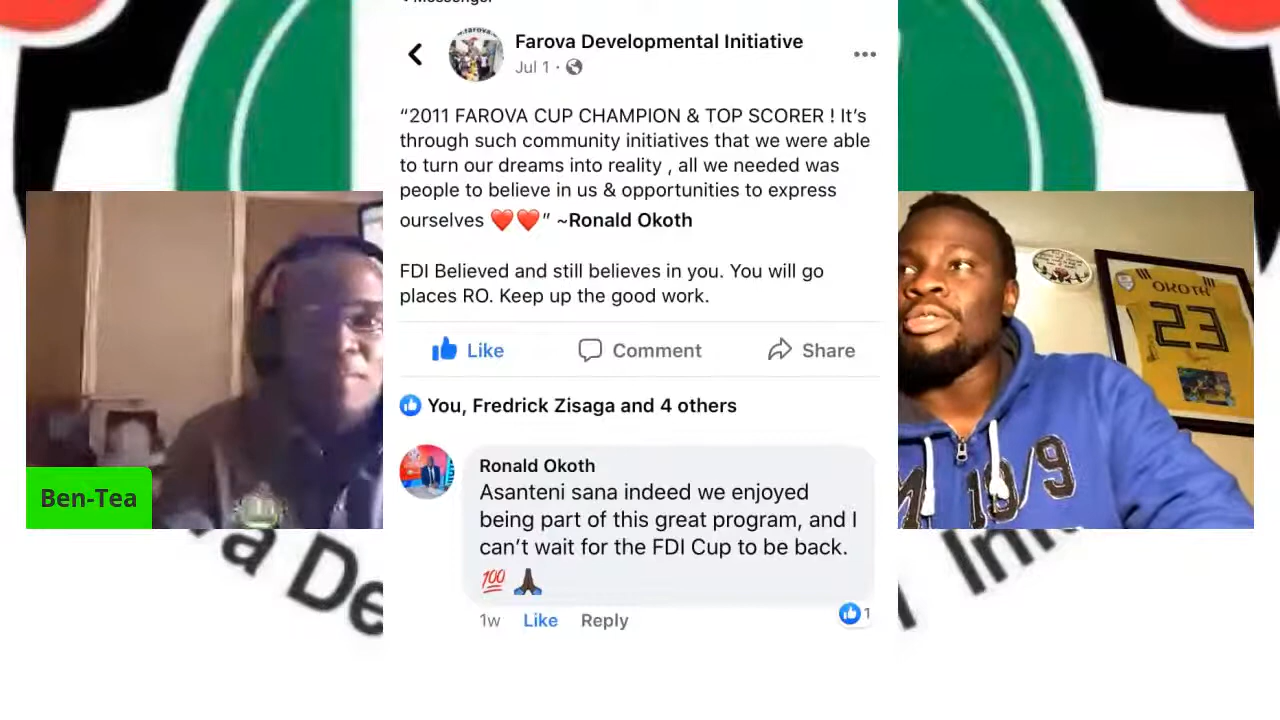 Farova Developmental Initiative
Jul 1 ·
“2011 FAROVA CUP CHAMPION & TOP SCORER ! It’s
through such community initiatives that we were able
to turn our dreams into reality , all we needed was
people to believe in us & opportunities to express
ourselves ❤️❤️” ~Ronald Okoth
FDI Believed and still believes in you. You will go
places RO. Keep up the good work.
Like Comment Share
You, Fredrick Zisaga and 4 others
Ronald Okoth
Asanteni sana indeed we enjoyed
being part of this great program, and I
can’t wait for the FDI Cup to be back.
💯 🙏🏿
1w Like Reply 1
Ben-Tea
OKOTH
23